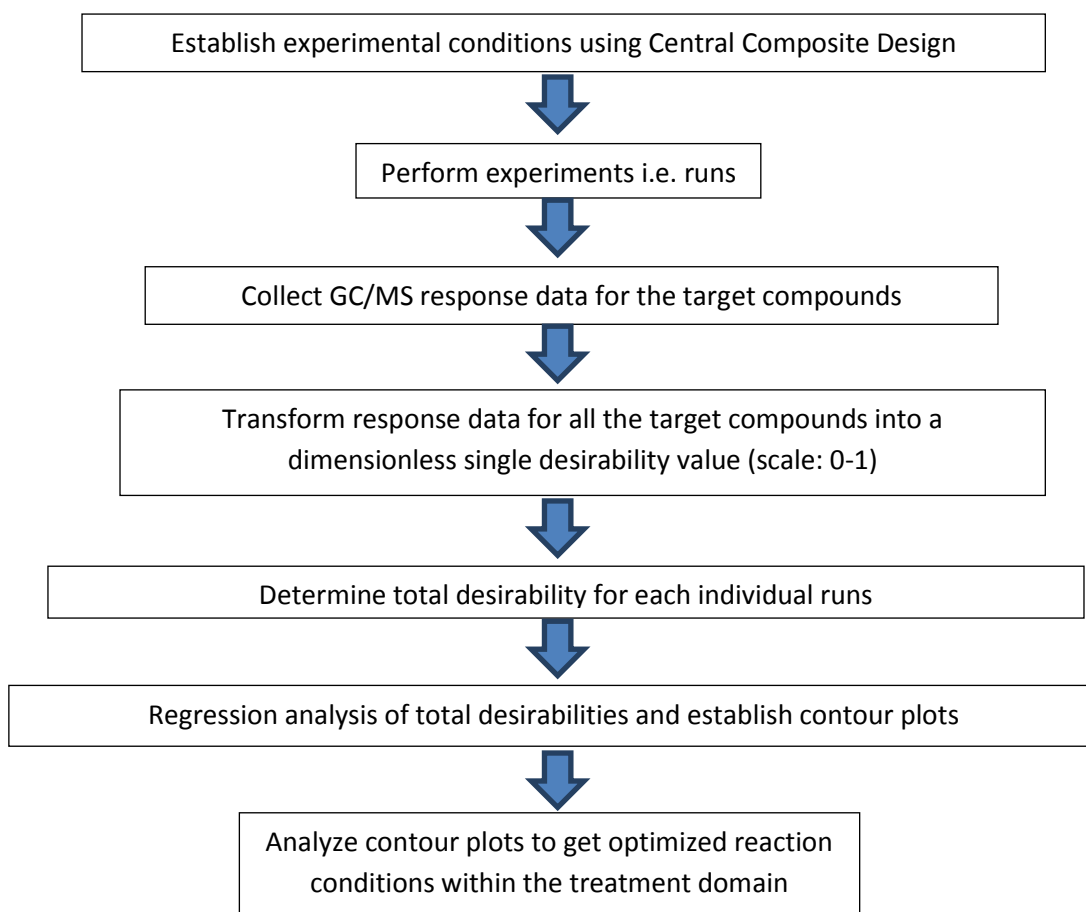 Establish experimental conditions using Central Composite Design
Perform experiments i.e. runs
Collect GC/MS response data for the target compounds
Transform response data for all the target compounds into a
dimensionless single desirability value (scale: 0-1)
Determine total desirability for each individual runs
Regression analysis of total desirabilities and establish contour plots
Analyze contour plots to get optimized reaction
conditions within the treatment domain